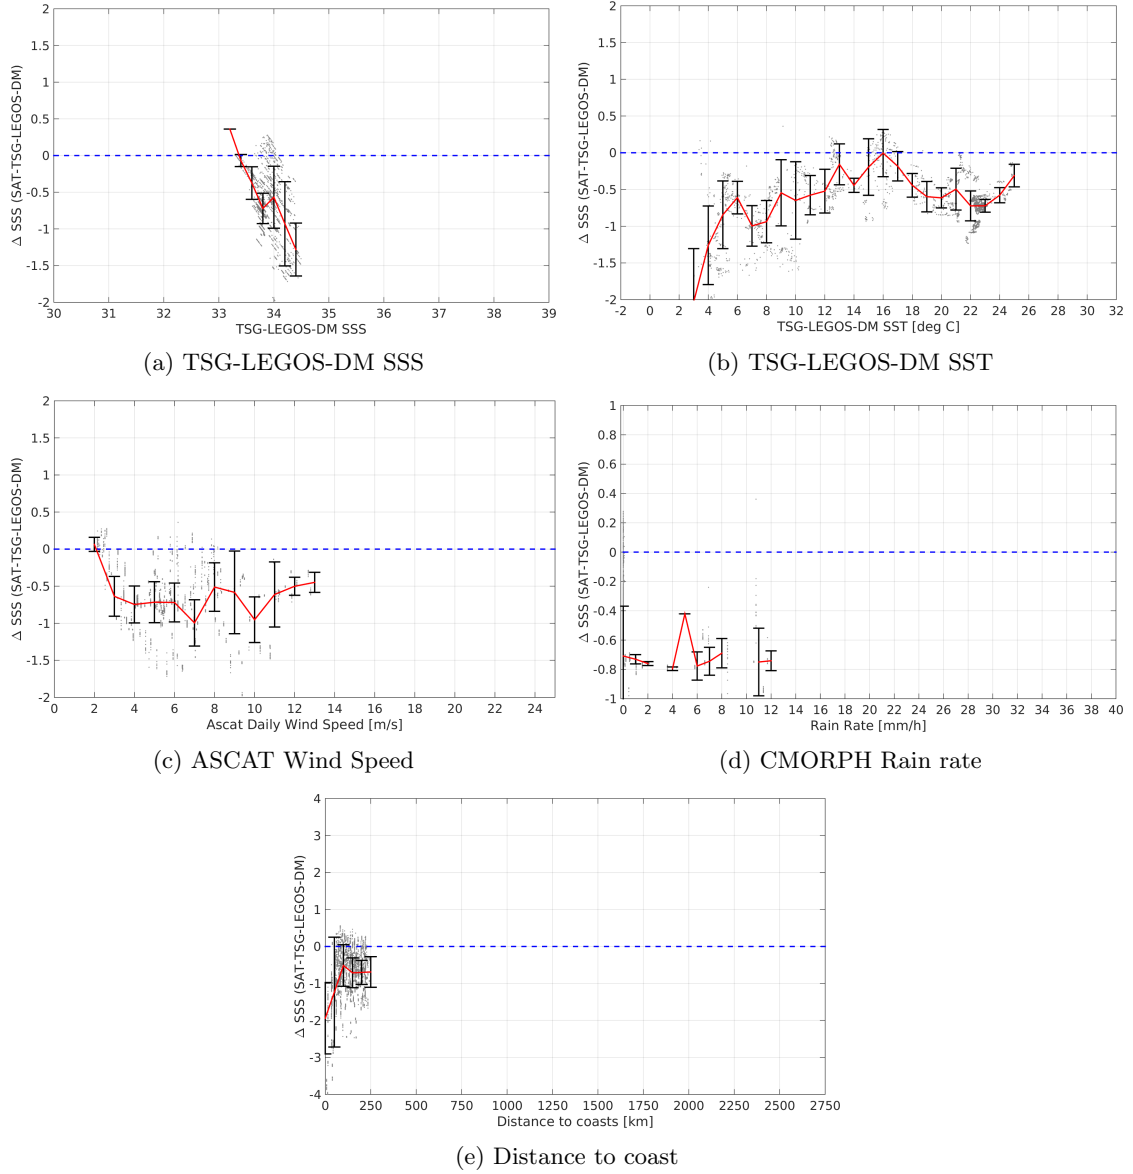 2
1.5
1
0.5
0
-0.5
-1
-1.5
-2
Δ SSS (SAT-TSG-LEGOS-DM)
30 31 32 33 34 35 36 37 38 39
TSG-LEGOS-DM SSS
(a) TSG-LEGOS-DM SSS
2
1.5
1
0.5
0
-0.5
-1
-1.5
-2
Δ SSS (SAT-TSG-LEGOS-DM)
-2 0 2 4 6 8 10 12 14 16 18 20 22 24 26 28 30 32
TSG-LEGOS-DM SST [deg C]
(b) TSG-LEGOS-DM SST
2
1.5
1
0.5
0
-0.5
-1
-1.5
-2
Δ SSS (SAT-TSG-LEGOS-DM)
0 2 4 6 8 10 12 14 16 18 20 22 24
Ascat Daily Wind Speed [m/s]
(c) ASCAT Wind Speed
1
0.8
0.6
0.4
0.2
0
-0.2
-0.4
-0.6
-0.8
-1
Δ SSS (SAT-TSG-LEGOS-DM)
0 2 4 6 8 10 12 14 16 18 20 22 24 26 28 30 32 34 36 38 40
Rain Rate [mm/h]
(d) CMORPH Rain rate
4
3
2
1
0
-1
-2
-3
-4
Δ SSS (SAT-TSG-LEGOS-DM)
0 250 500 750 1000 1250 1500 1750 2000 2250 2500 2750
Distance to coasts [km]
(e) Distance to coast